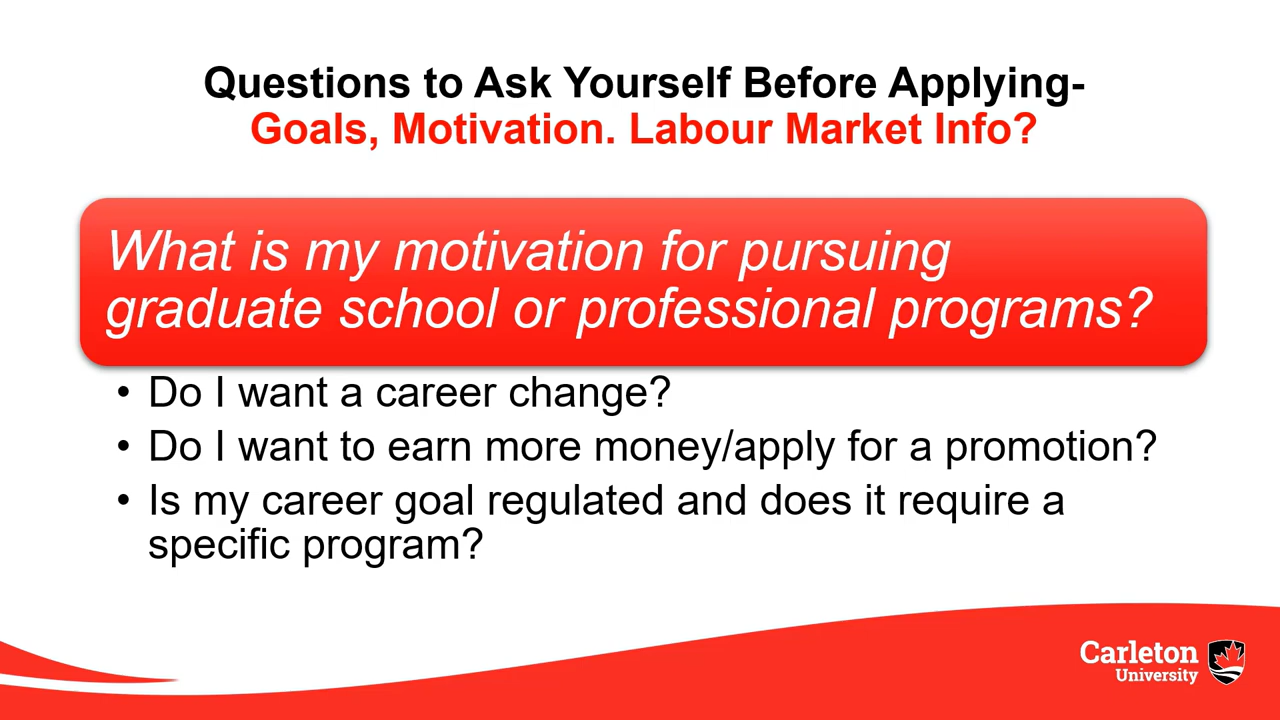 Questions to Ask Yourself Before Applying-
Goals, Motivation. Labour Market Info?
What is my motivation for pursuing
graduate school or professional programs?
• Do I want a career change?
• Do I want to earn more money/apply for a promotion?
• Is my career goal regulated and does it require a
specific program?
Carleton
University